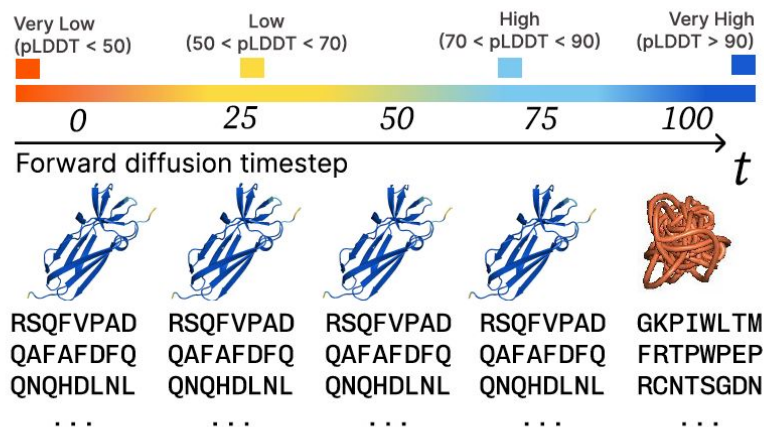 Very Low
(pLDDT < 50)
Low
(50 < pLDDT < 70)
High
(70 < pLDDT < 90)
Very High
(pLDDT > 90)
0 25 50 75 100
Forward diffusion timestep
t
RSQFVPAD RSQFVPAD RSQFVPAD RSQFVPAD GKPIWLTM
QAFAFDFQ QAFAFDFQ QAFAFDFQ QAFAFDFQ FRTPWPEP
QNQHDLNL QNQHDLNL QNQHDLNL QNQHDLNL RCNTSGDN
... ... ... ... ...